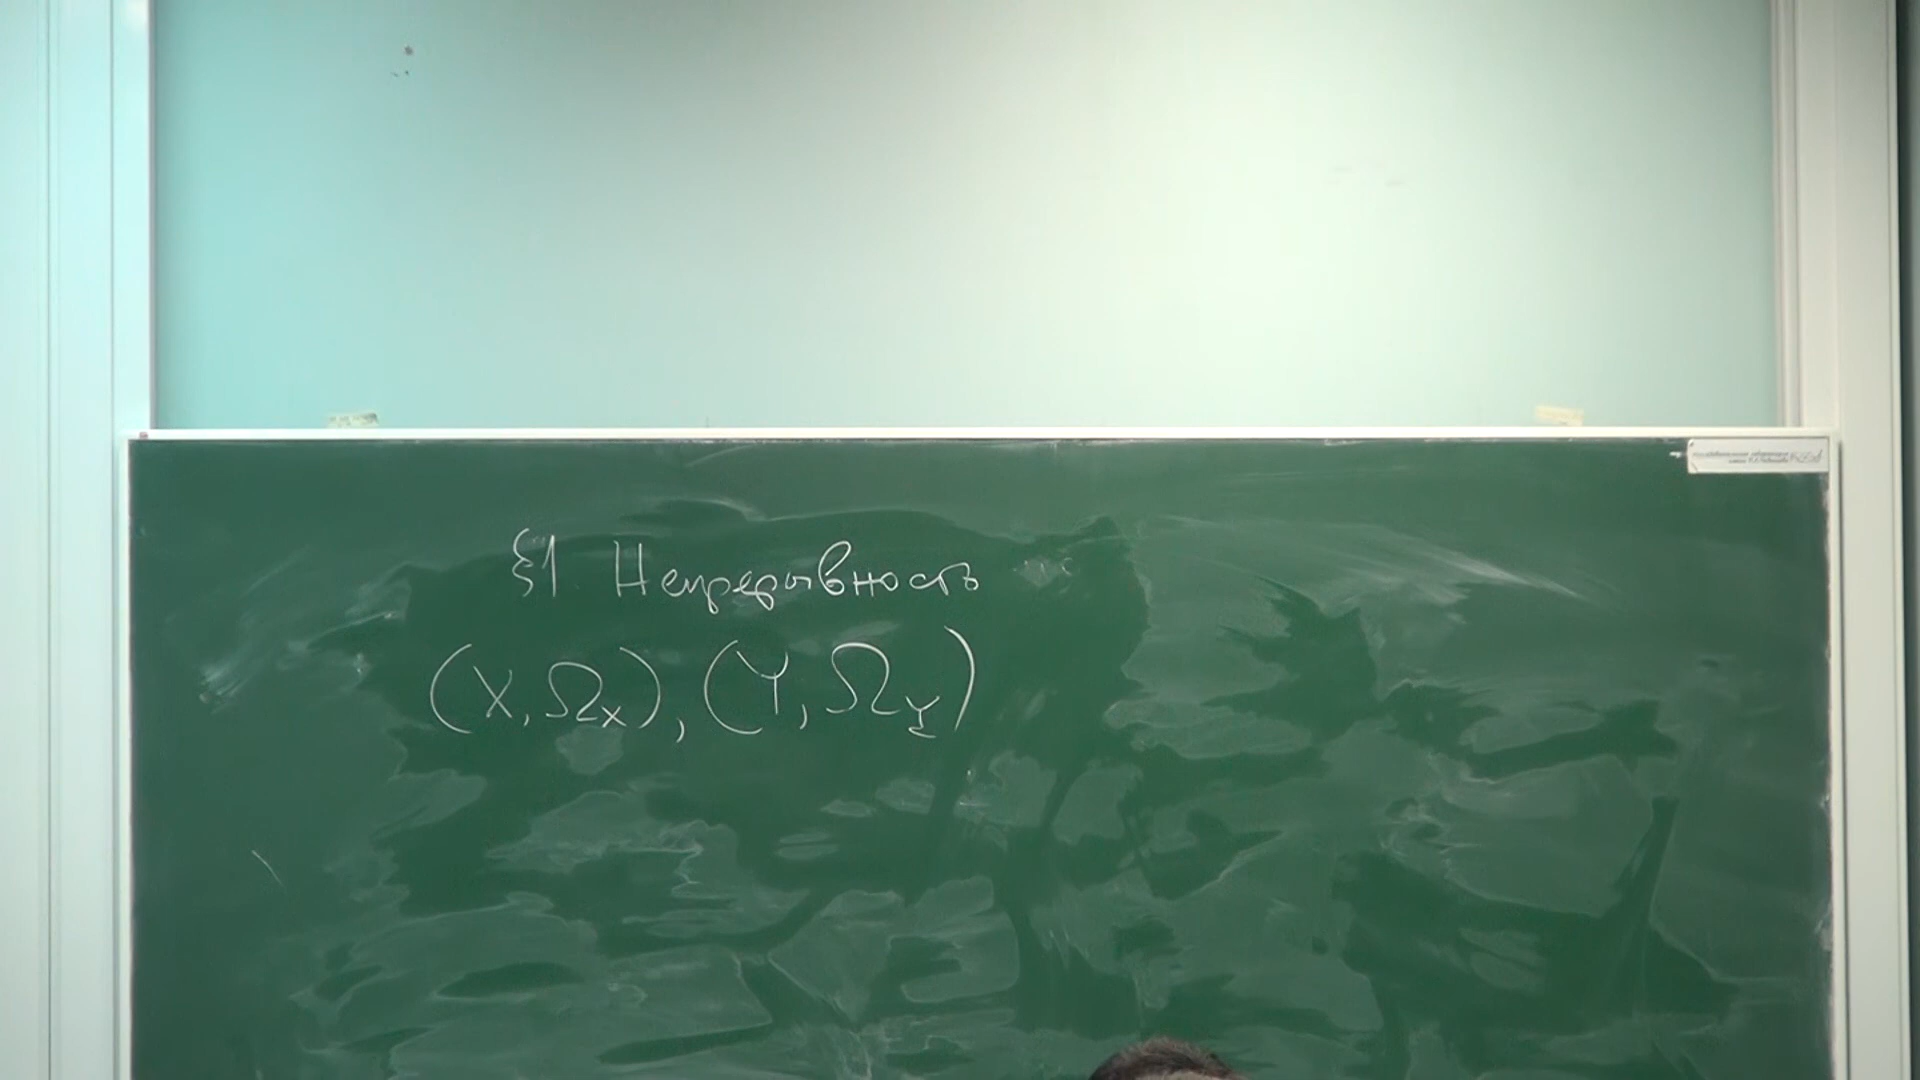 §1. Непрерывность
(X, Ω_X), (Y, Ω_Y)